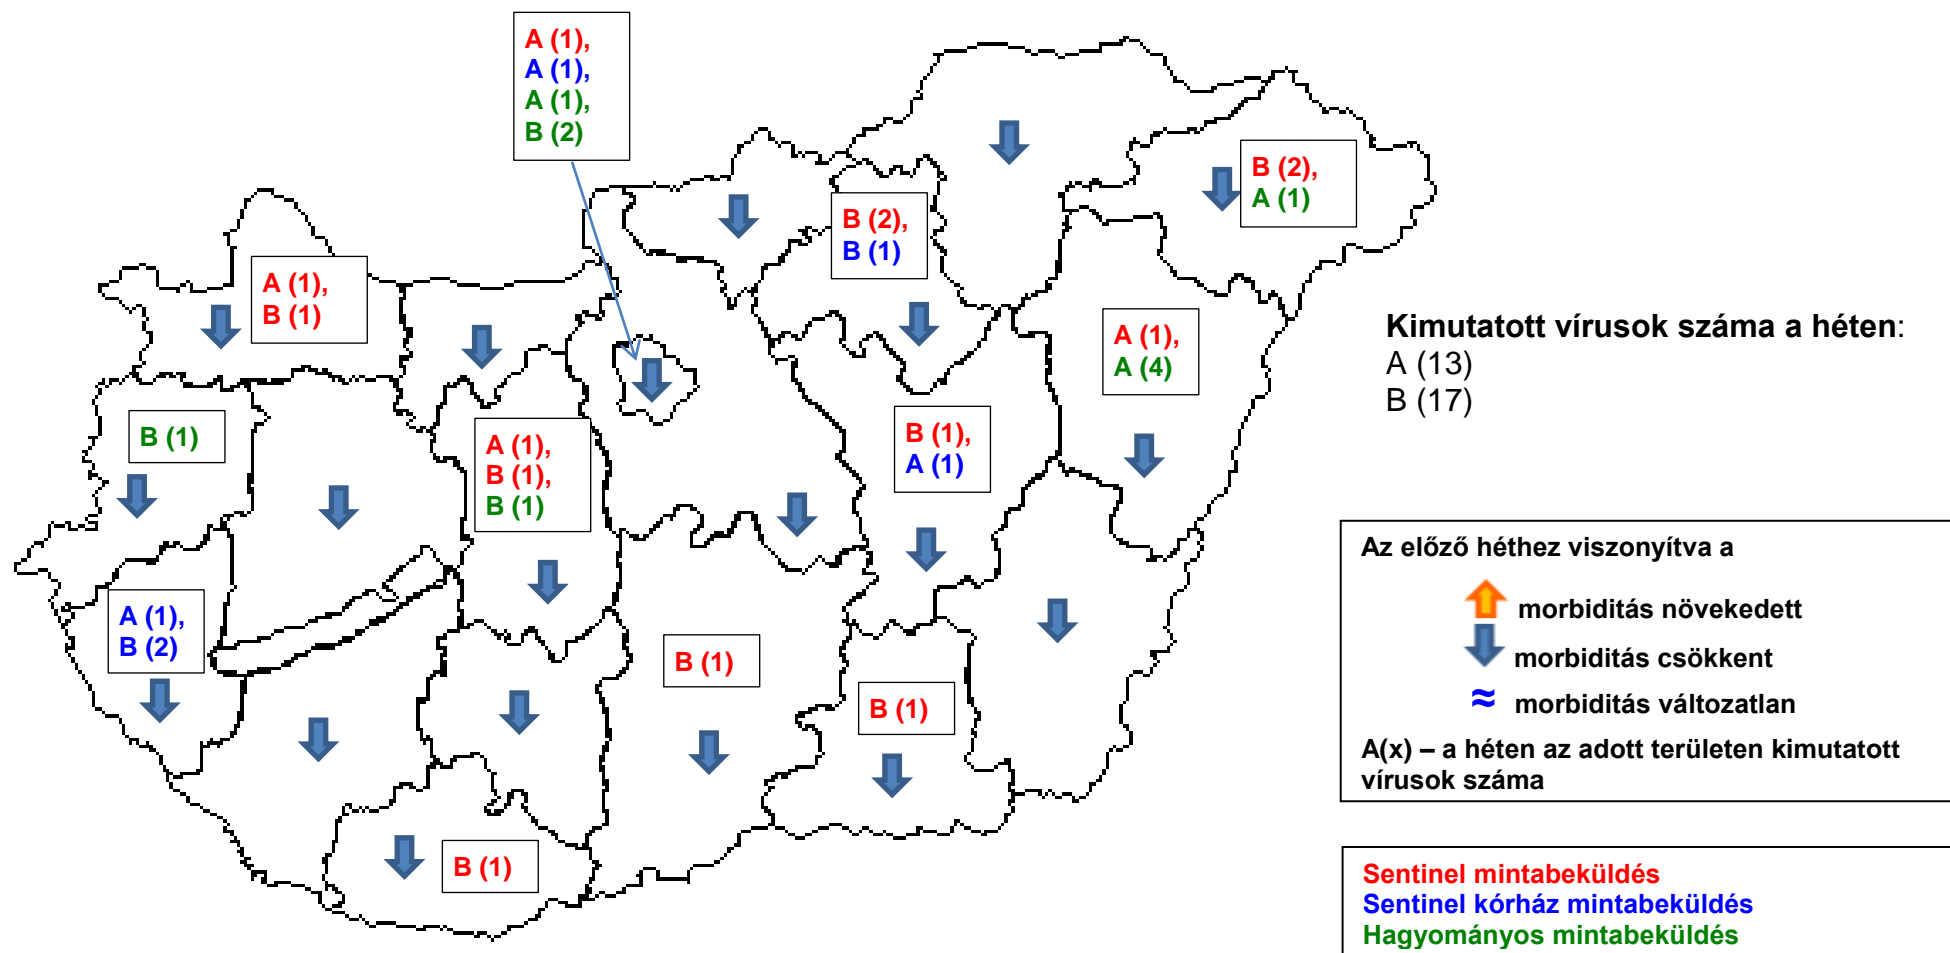 A (1),
A (1),
A (1),
B (2)
B (2),
A (1)
B (2),
B (1)
A (1),
B (1)
A (1),
A (4)
Kimutatott vírusok száma a héten:
A (13)
B (17)
B (1)
A (1),
B (1),
B (1)
B (1),
A (1)
A (1),
B (2)
B (1)
B (1)
B (1)
Az előző héthez viszonyítva a
morbiditás növekedett
morbiditás csökkent
≈ morbiditás változatlan
A(x) – a héten az adott területen kimutatott
vírusok száma
Sentinel mintabeküldés
Sentinel kórház mintabeküldés
Hagyományos mintabeküldés